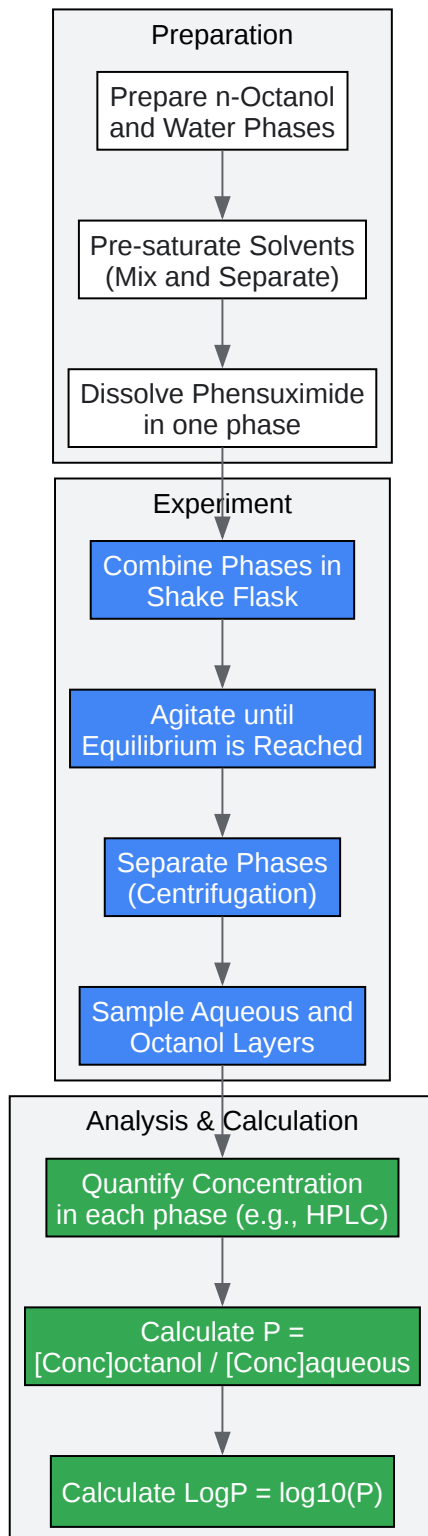 Preparation
Prepare n-Octanol
and Water Phases
Pre-saturate Solvents
(Mix and Separate)
Dissolve Phensuximide
in one phase
Experiment
Combine Phases in
Shake Flask
Agitate until
Equilibrium is Reached
Separate Phases
(Centrifugation)
Sample Aqueous and
Octanol Layers
Analysis & Calculation
Quantify Concentration
in each phase (e.g., HPLC)
Calculate P =
[Conc]octanol / [Conc]aqueous
Calculate LogP = log10(P)